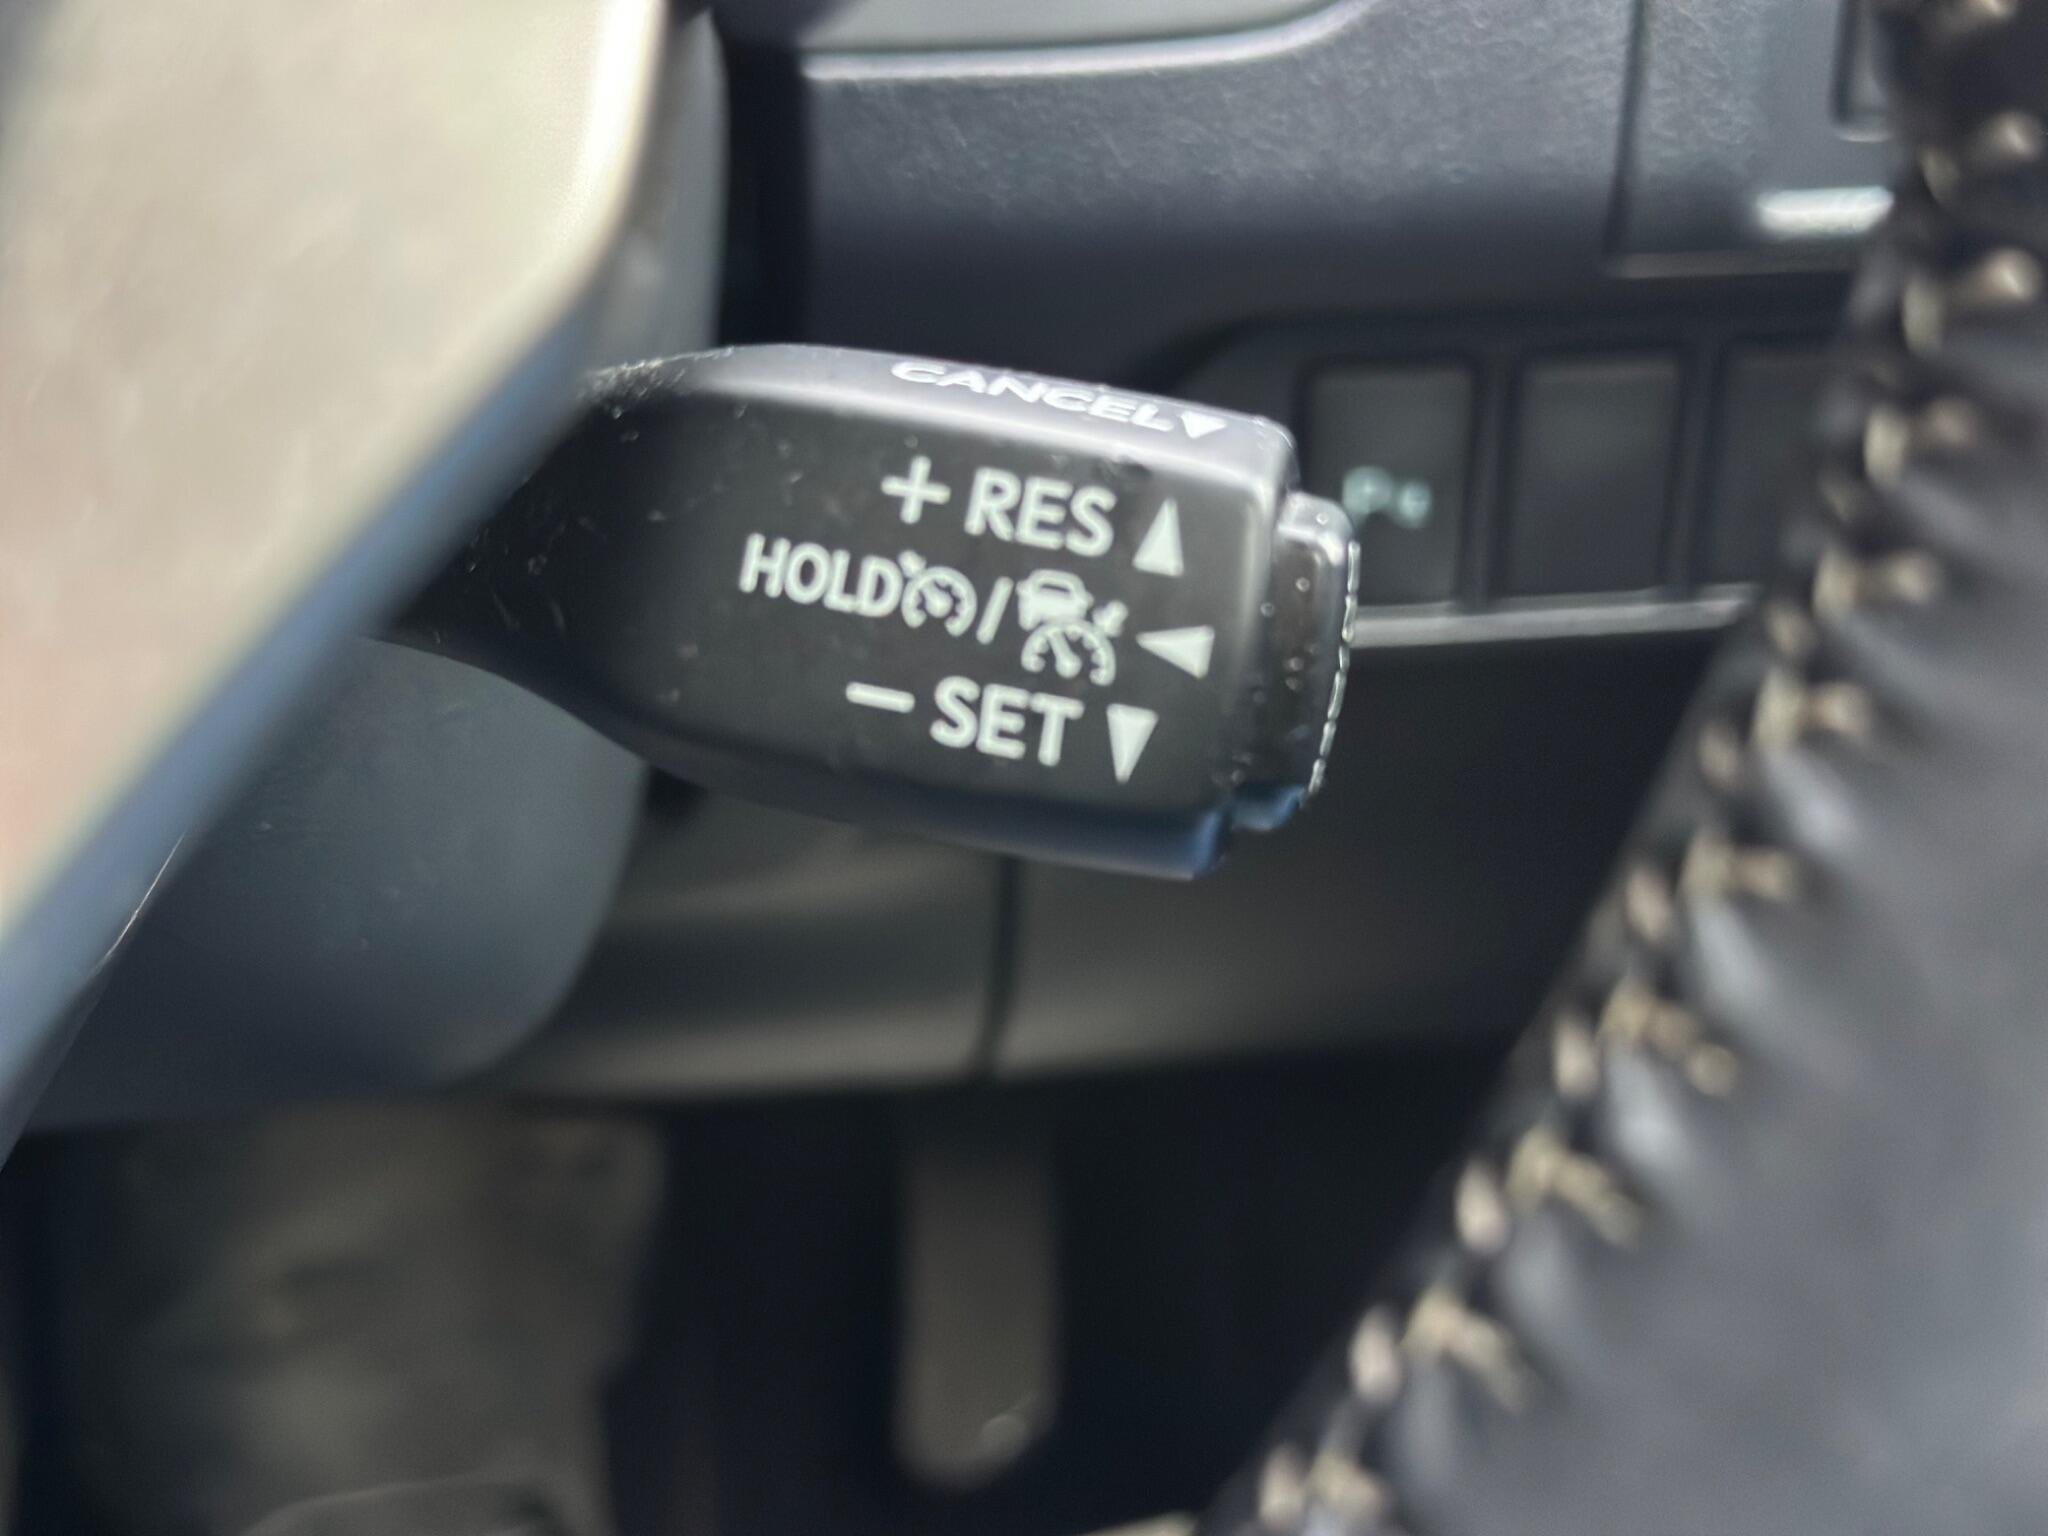 CANCEL
+ RES
HOLD /
- SET